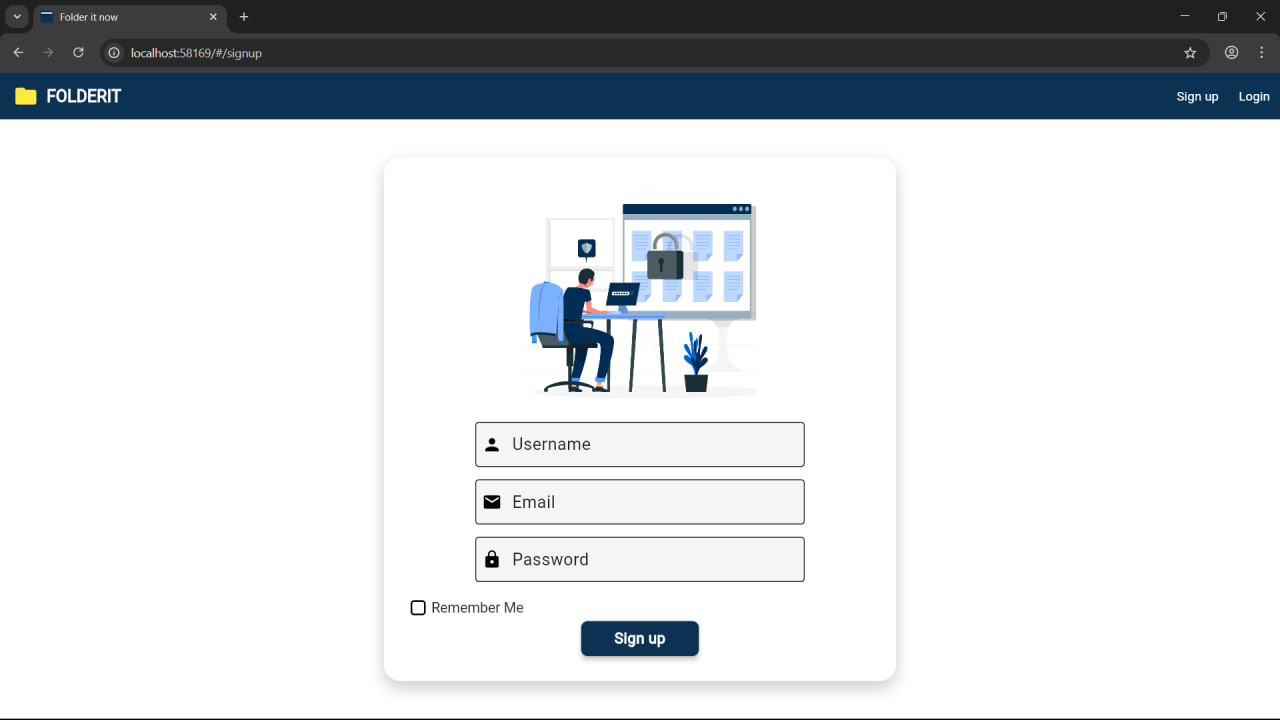 Folder it now
localhost:58169/#/signup
FOLDERIT
Sign up
Login
Username
Email
Password
Remember Me
Sign up